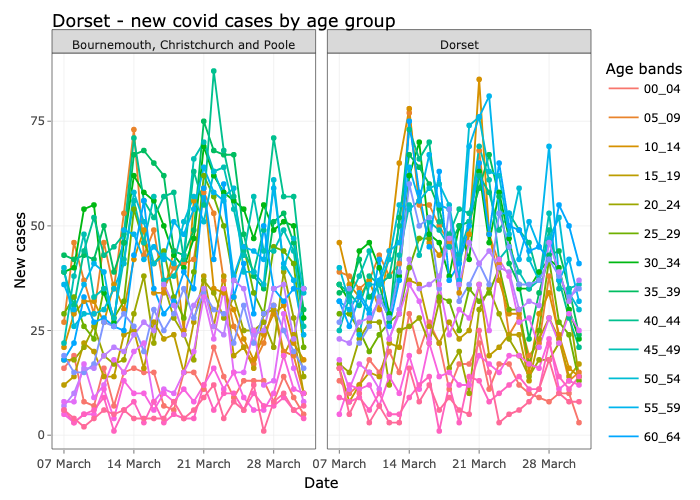 Dorset - new covid cases by age group
Bournemouth, Christchurch and Poole
Dorset
New cases
75
50
25
0
07 March 14 March 21 March 28 March
07 March 14 March 21 March 28 March
Date
Age bands
00_04
05_09
10_14
15_19
20_24
25_29
30_34
35_39
40_44
45_49
50_54
55_59
60_64